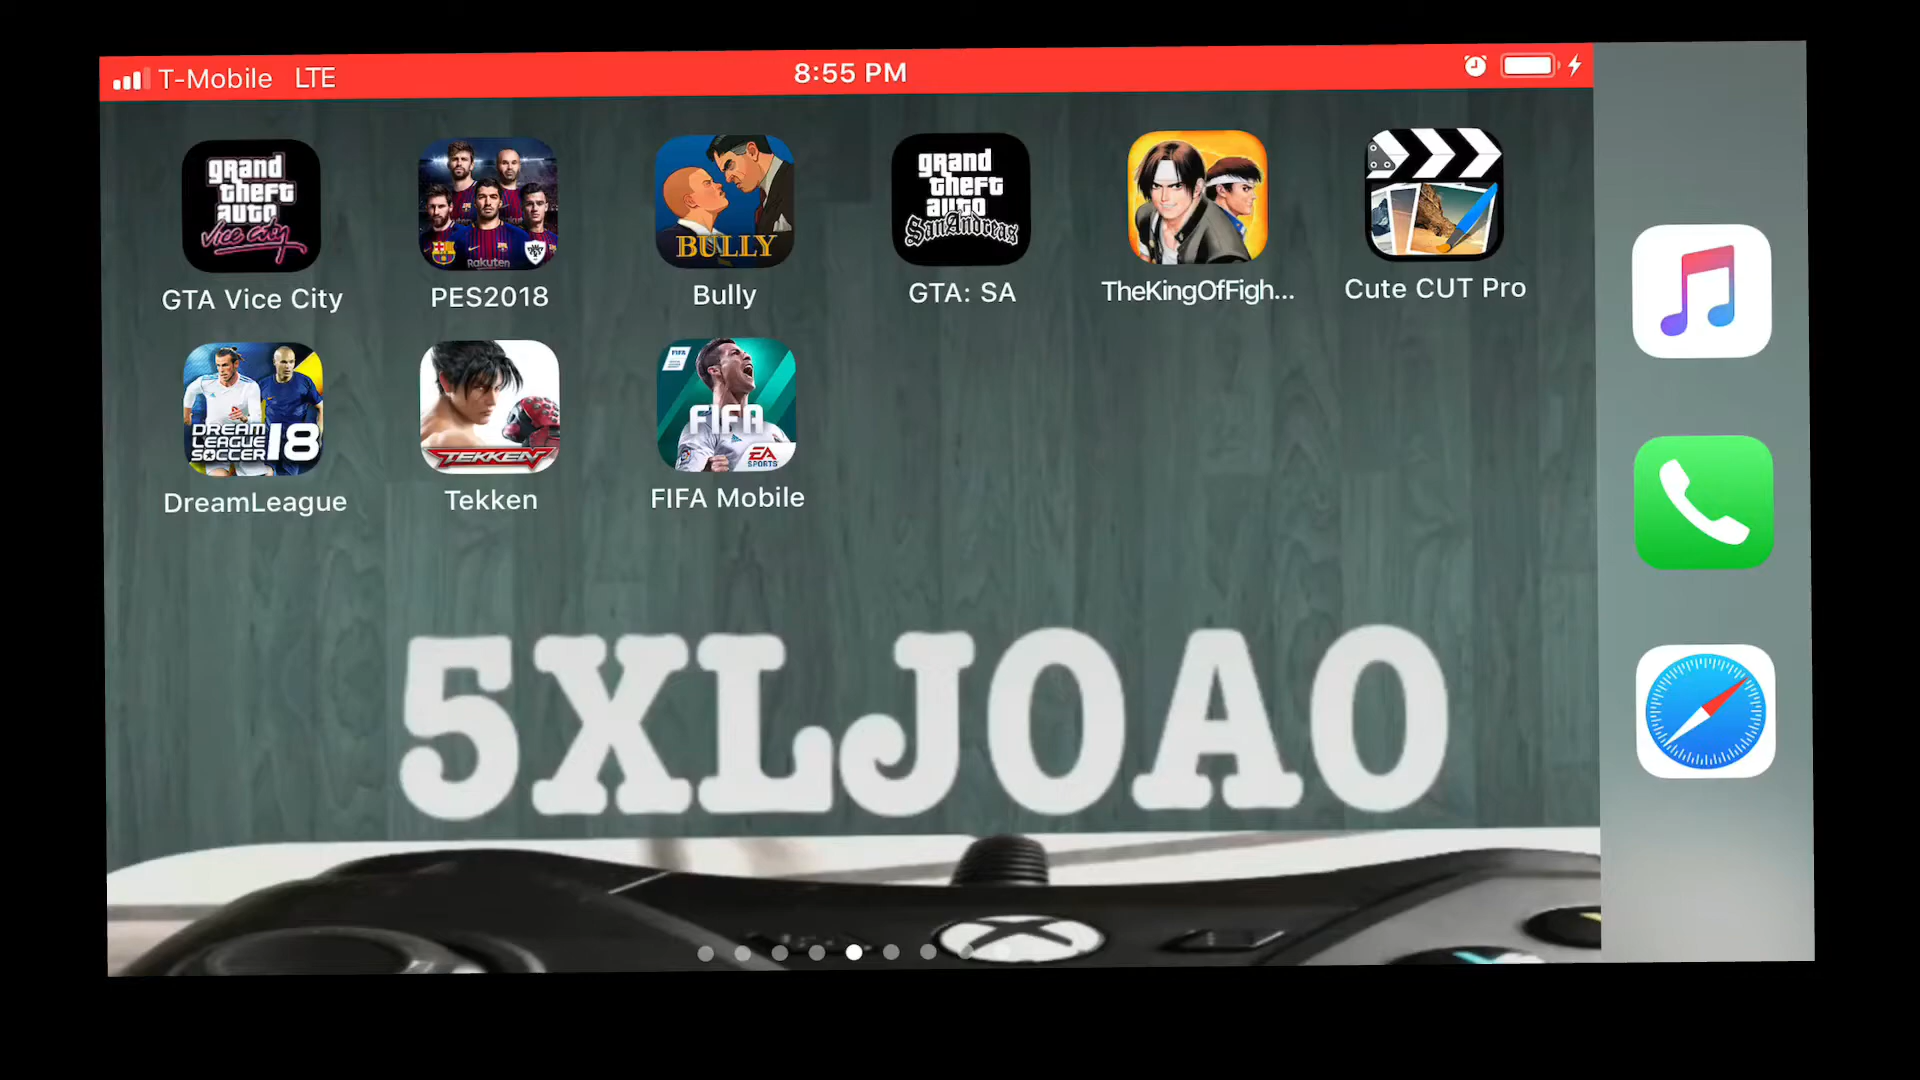 T-Mobile LTE 8:55 PM
grand theft auto Vice City
Rakuten
BULLY
grand theft auto San Andreas
GTA Vice City PES2018 Bully GTA: SA TheKingOfFigh... Cute CUT Pro
DREAM LEAGUE SOCCER 18
TEKKEN
FIFA
FIFA
EA SPORTS
DreamLeague Tekken FIFA Mobile
5XLJOAO